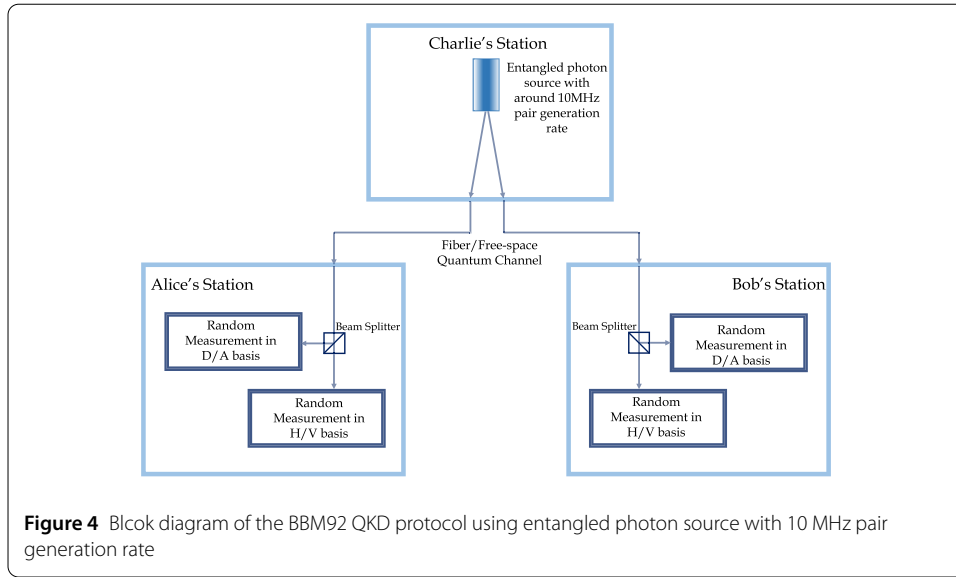 Charlie's Station
Entangled photon
source with
around 10MHz
pair generation
rate
Fiber/Free-space
Quantum Channel
Alice's Station
Beam Splitter
Random
Measurement in
D/A basis
Random
Measurement in
H/V basis
Bob's Station
Beam Splitter
Random
Measurement in
D/A basis
Random
Measurement in
H/V basis
Figure 4 Blcok diagram of the BBM92 QKD protocol using entangled photon source with 10 MHz pair
generation rate